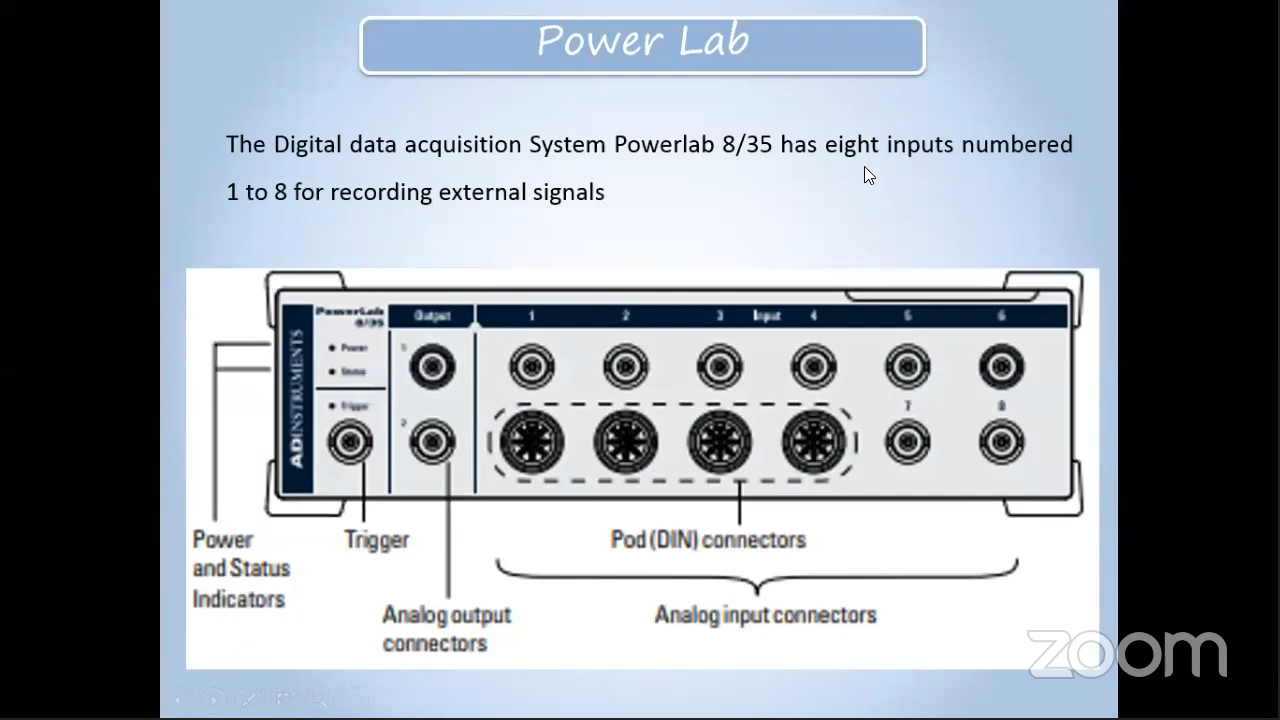 Power Lab
The Digital data acquisition System Powerlab 8/35 has eight inputs numbered
1 to 8 for recording external signals
PowerLab
8/35
Output
1 2 3 Input 4 5 6
ADINSTRUMENTS
Power
Status
Trigger
1
2
7 8
Power
and Status
Indicators
Trigger
Pod (DIN) connectors
Analog output
connectors
Analog input connectors
zoom